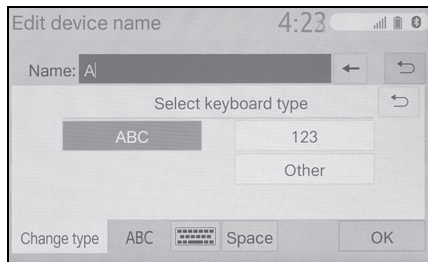 Edit device name 4:23
Name: A
Select keyboard type
ABC 123
Other
Change type ABC Space OK